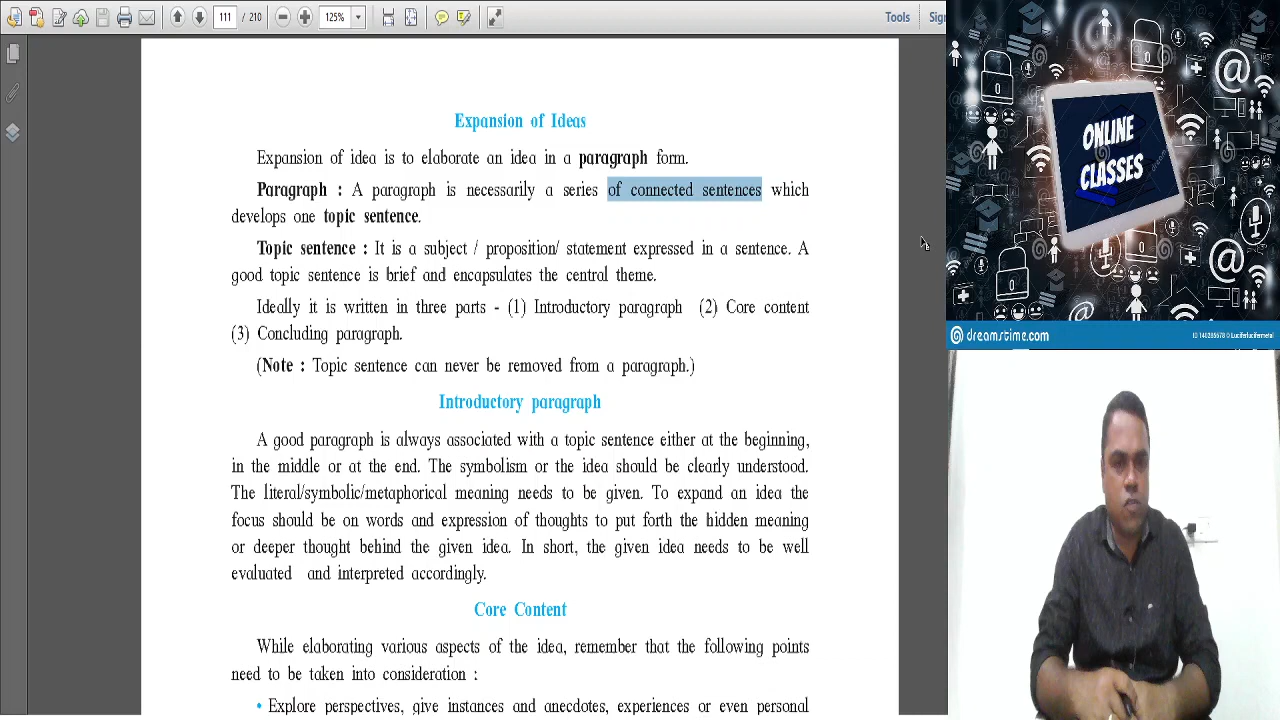 111 / 210
125%
Tools
Sign
Expansion of Ideas
Expansion of idea is to elaborate an idea in a paragraph form.
Paragraph : A paragraph is necessarily a series of connected sentences which
develops one topic sentence.
Topic sentence : It is a subject / proposition/ statement expressed in a sentence. A
good topic sentence is brief and encapsulates the central theme.
Ideally it is written in three parts - (1) Introductory paragraph (2) Core content
(3) Concluding paragraph.
(Note : Topic sentence can never be removed from a paragraph.)
Introductory paragraph
A good paragraph is always associated with a topic sentence either at the beginning,
in the middle or at the end. The symbolism or the idea should be clearly understood.
The literal/symbolic/metaphorical meaning needs to be given. To expand an idea the
focus should be on words and expression of thoughts to put forth the hidden meaning
or deeper thought behind the given idea. In short, the given idea needs to be well
evaluated and interpreted accordingly.
Core Content
While elaborating various aspects of the idea, remember that the following points
need to be taken into consideration :
• Explore perspectives, give instances and anecdotes, experiences or even personal
ONLINE
CLASSES
dreamstime.com